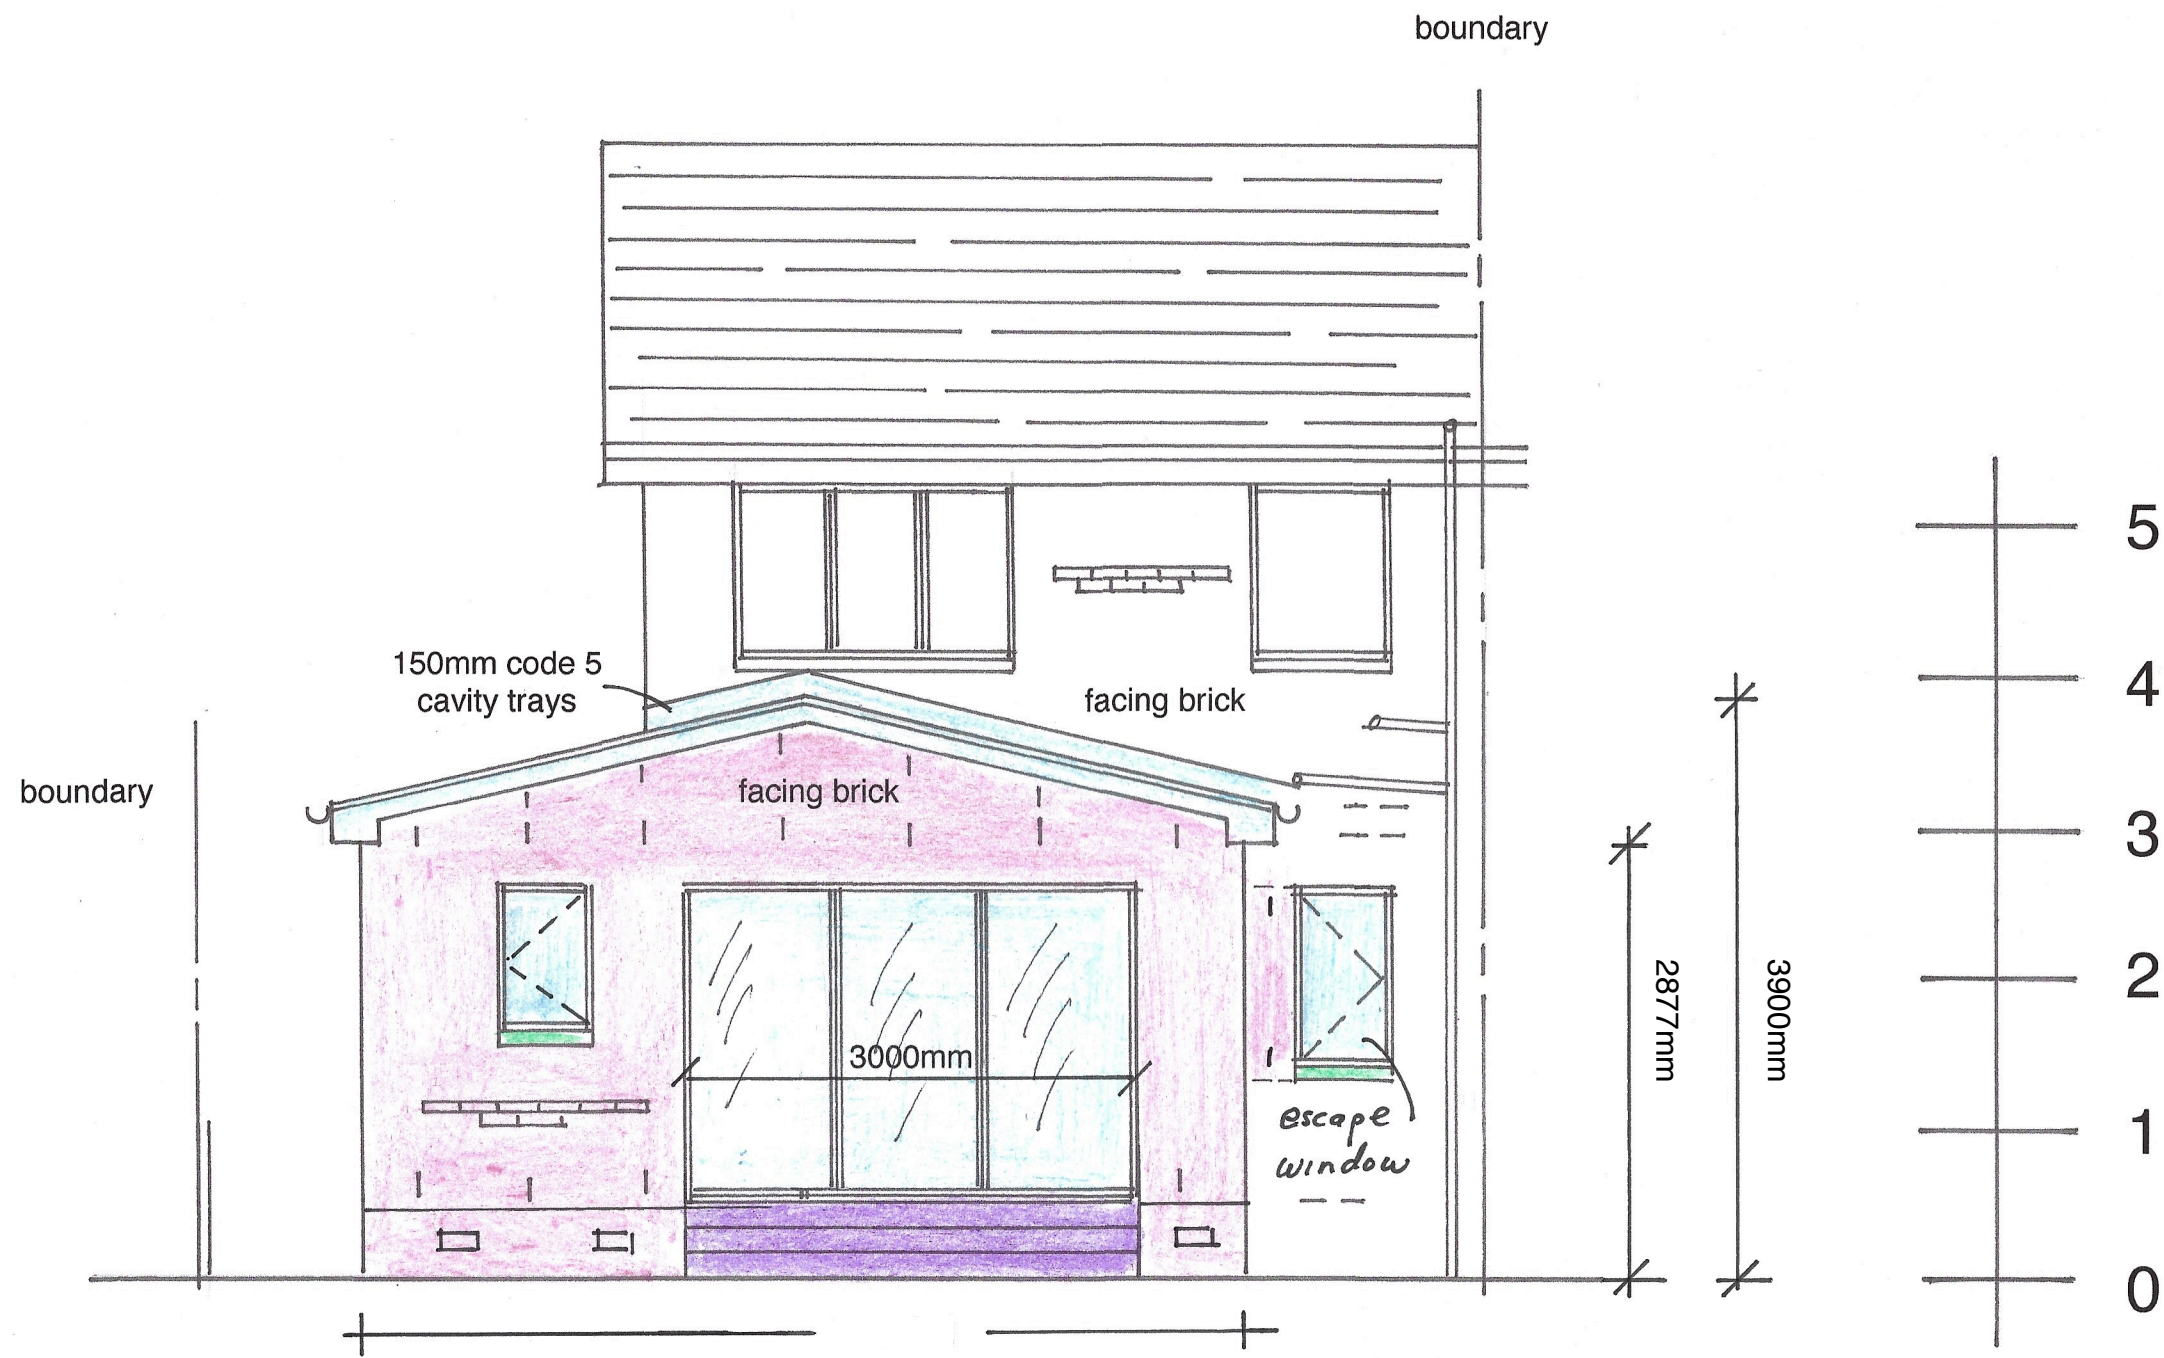 boundary
150mm code 5
cavity trays
facing brick
boundary
facing brick
3000mm
escape
window
2877mm
3900mm
5
4
3
2
1
0